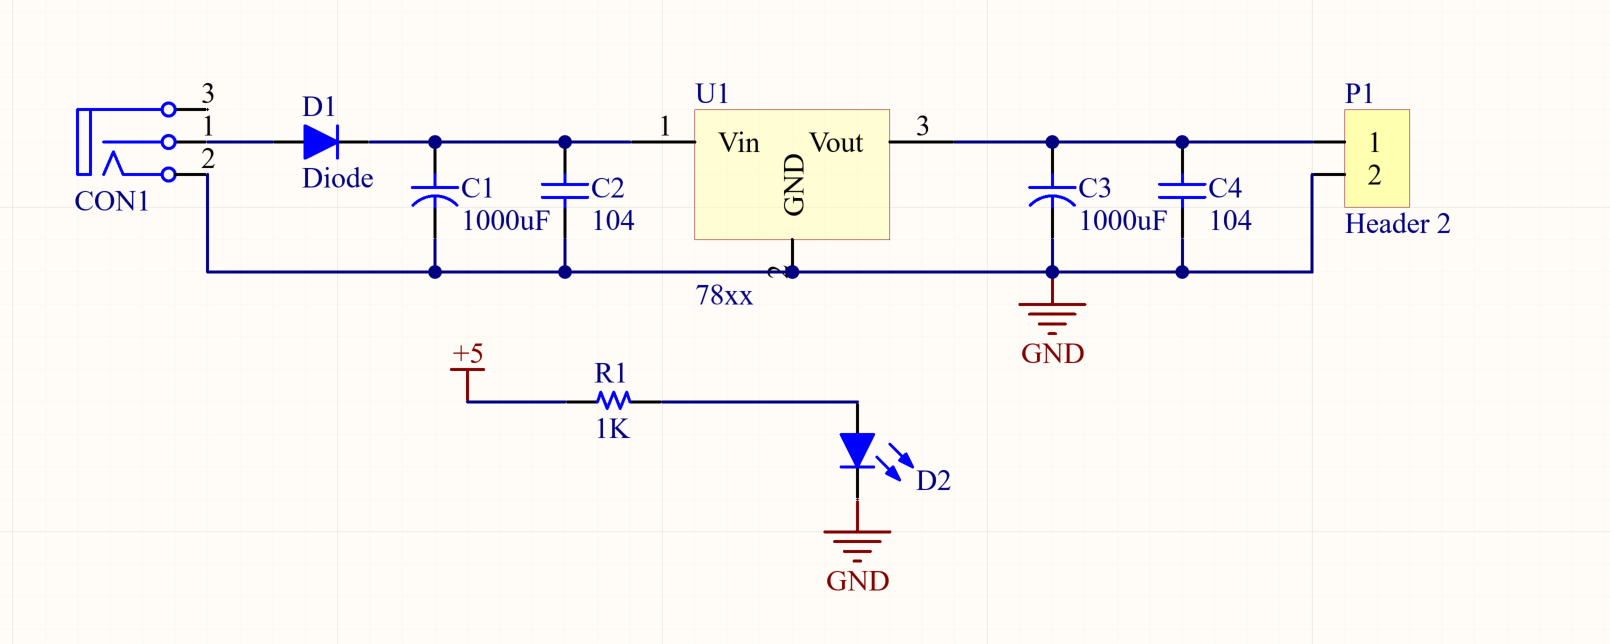 3
1
2
CON1
D1
Diode
C1
1000uF
C2
104
U1
1
Vin
Vout
3
GND
2
78xx
C3
1000uF
C4
104
GND
P1
1
2
Header 2
+5
R1
1K
D2
GND